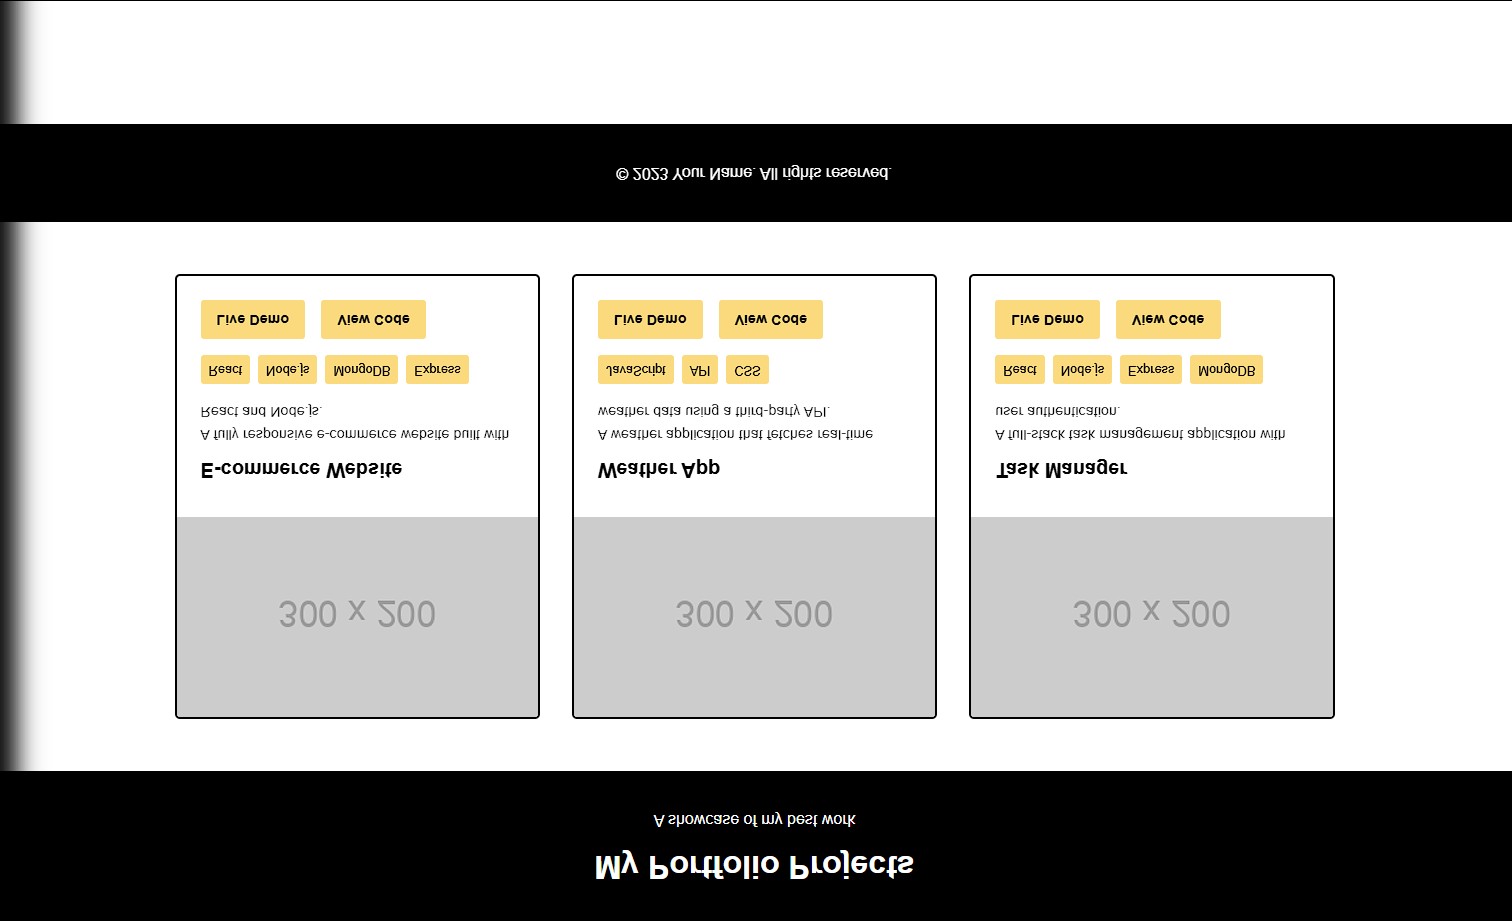 My Portfolio Projects
A showcase of my best work
300 x 200
E-commerce Website
A fully responsive e-commerce website built with
React and Node.js.
React Node.js MongoDB Express
Live Demo View Code
300 x 200
Weather App
A weather application that fetches real-time
weather data using a third-party API.
JavaScript API CSS
Live Demo View Code
300 x 200
Task Manager
A full-stack task management application with
user authentication.
React Node.js Express MongoDB
Live Demo View Code
© 2023 Your Name. All rights reserved.